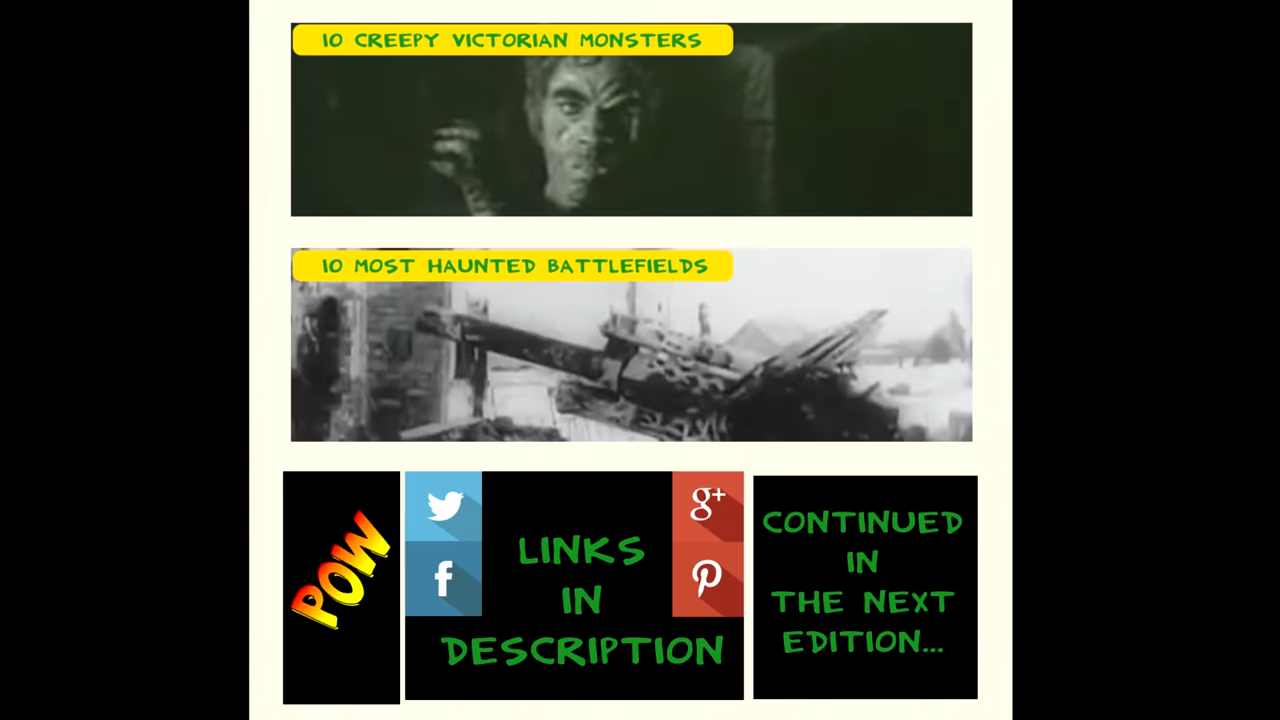 10 CREEPY VICTORIAN MONSTERS
10 MOST HAUNTED BATTLEFIELDS
POW
g+
f
LINKS
IN
DESCRIPTION
CONTINUED
IN
THE NEXT
EDITION...